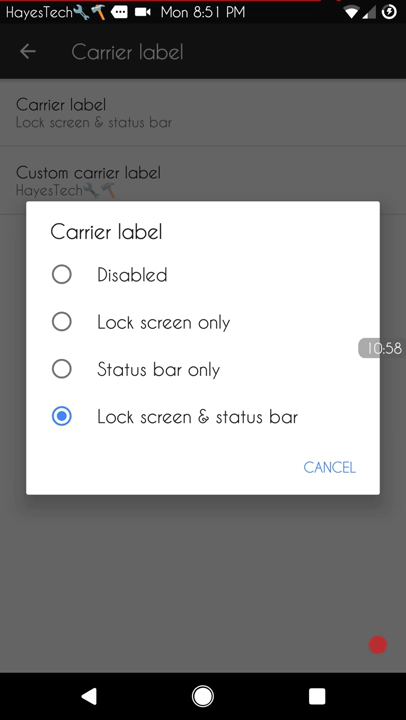 HayesTech🔧🔨 Mon 8:51 PM
Carrier label
Carrier label
Lock screen & status bar
Custom carrier label
HayesTech🔧🔨
Carrier label
Disabled
Lock screen only
10:58
Status bar only
Lock screen & status bar
CANCEL